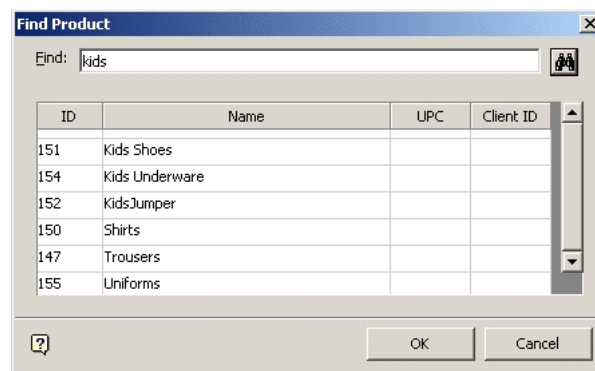 Find Product
Find: kids
ID Name UPC Client ID
151 Kids Shoes
154 Kids Underware
152 KidsJumper
150 Shirts
147 Trousers
155 Uniforms
OK Cancel